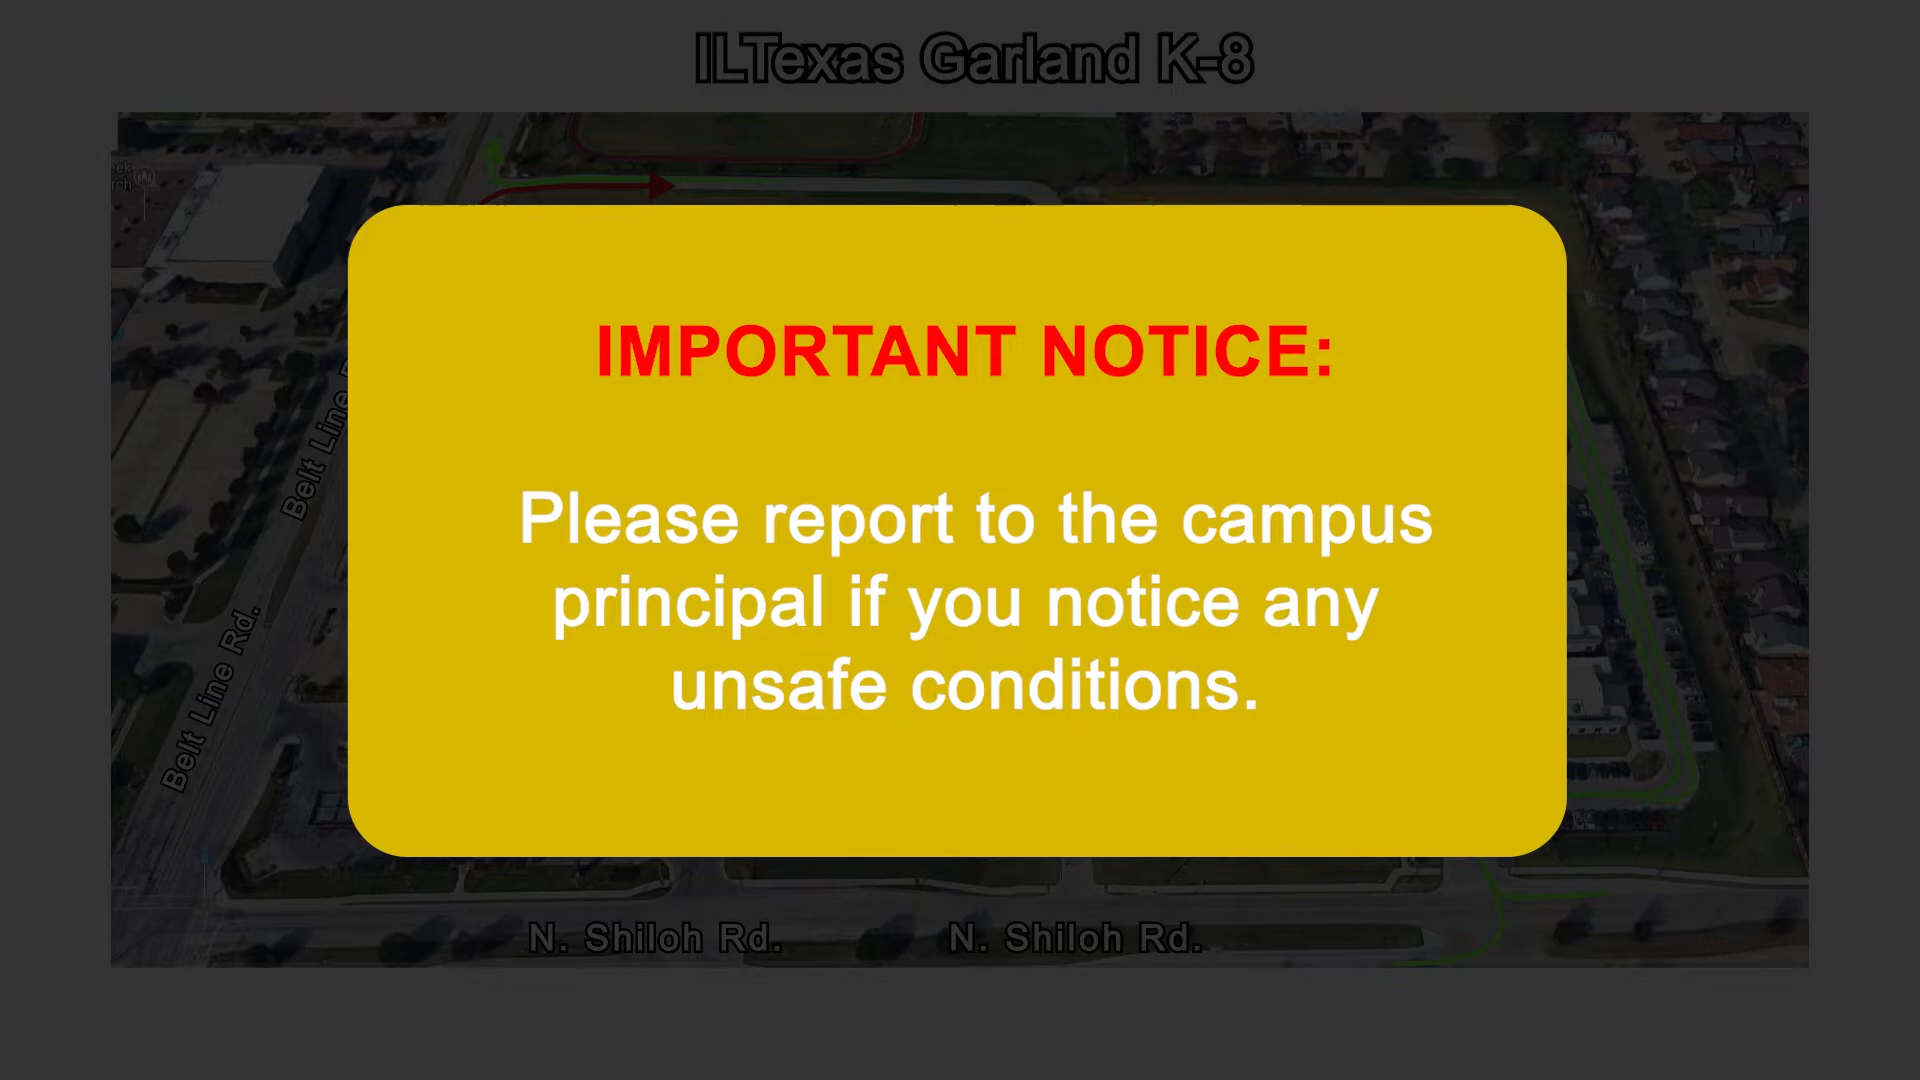 ILTexas Garland K-8
IMPORTANT NOTICE:
Please report to the campus
principal if you notice any
unsafe conditions.
Belt Line
Belt Line Rd.
N. Shiloh Rd.
N. Shiloh Rd.